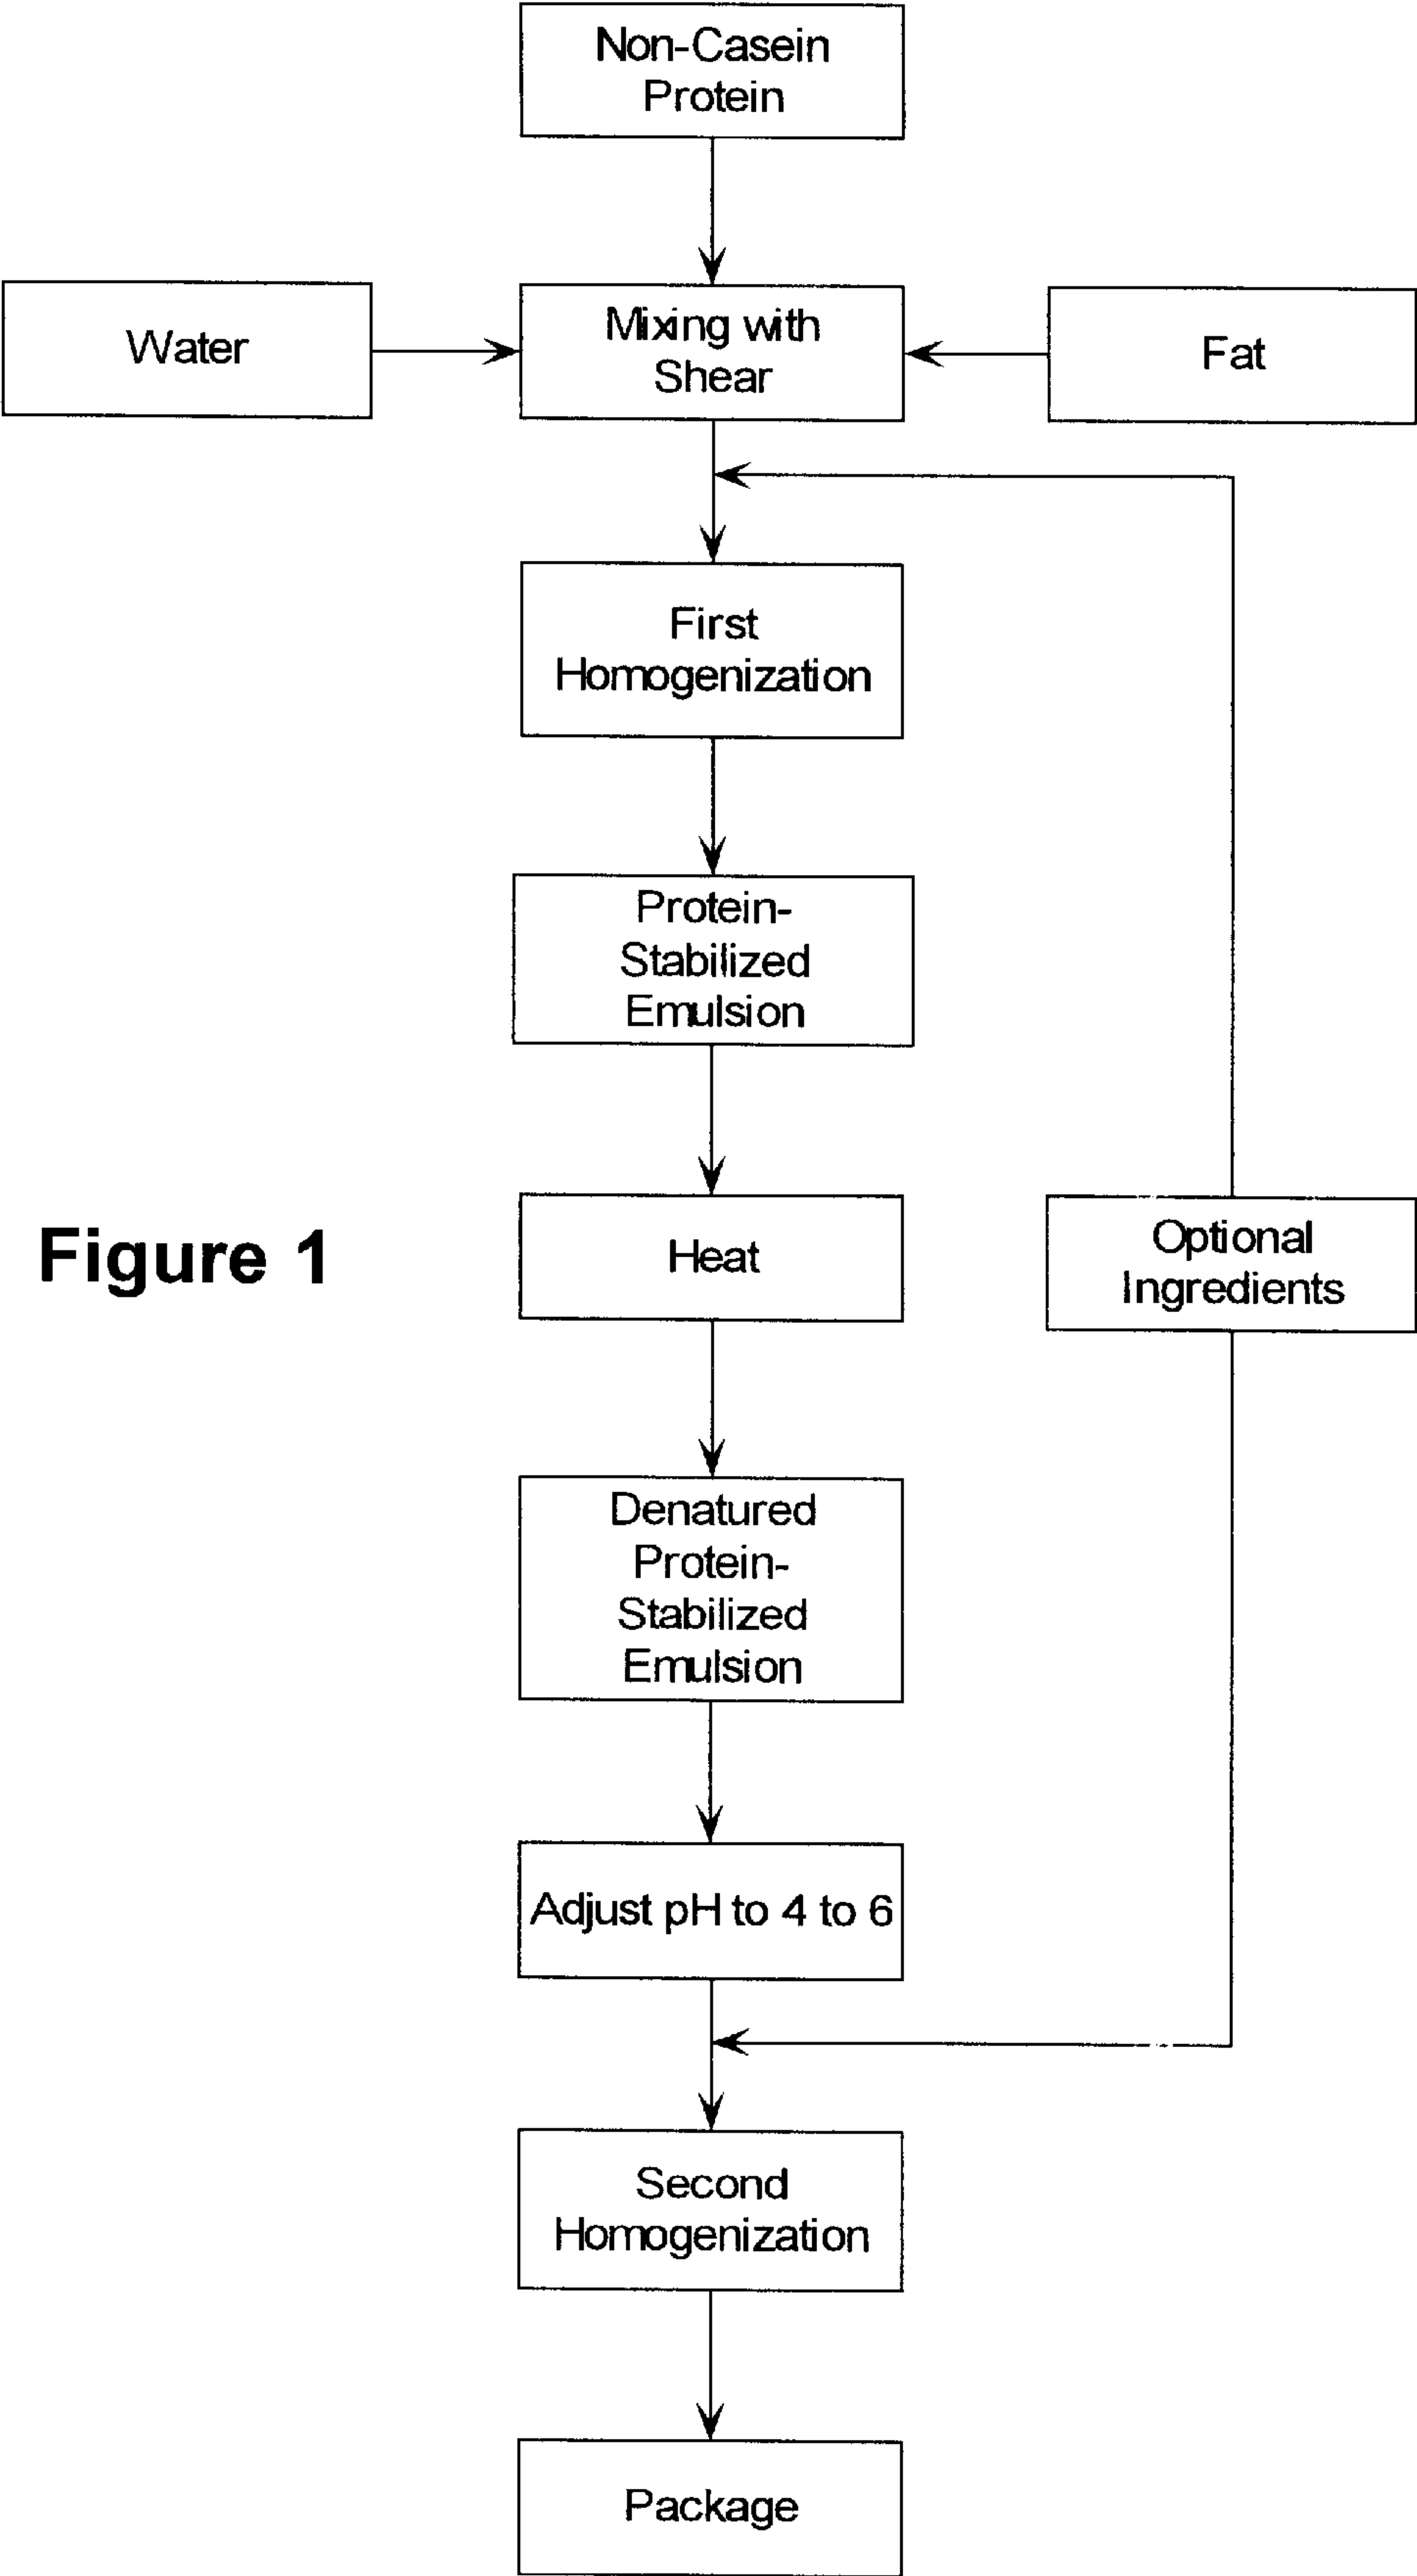 Non-Casein
Protein
Water
Mixing with
Shear
Fat
First
Homogenization
Protein-
Stabilized
Emulsion
Figure 1
Heat
Optional
Ingredients
Denatured
Protein-
Stabilized
Emulsion
Adjust pH to 4 to 6
Second
Homogenization
Package